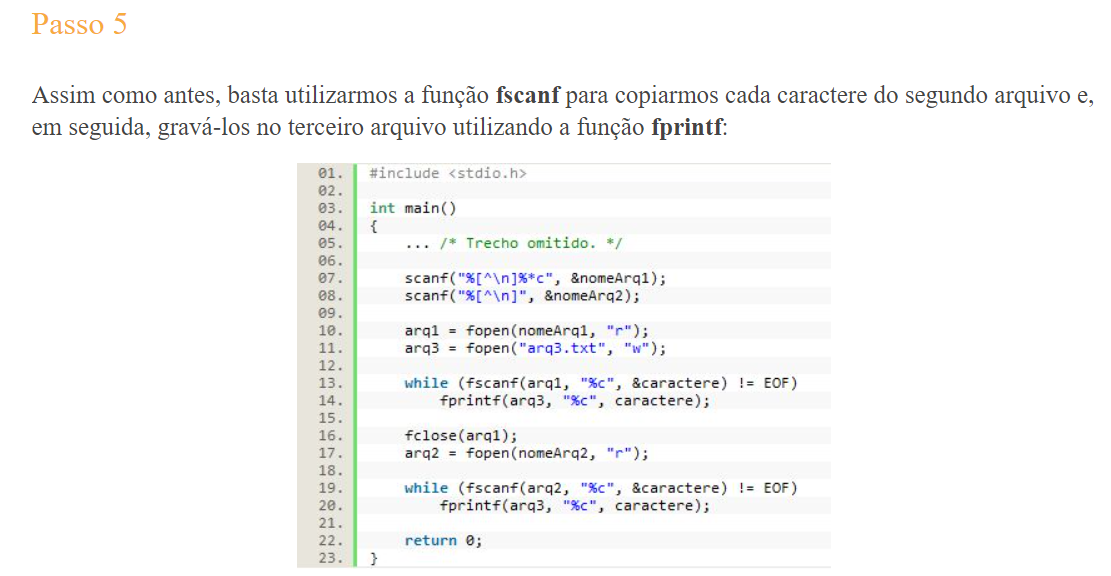 Passo 5
Assim como antes, basta utilizarmos a função fscanf para copiarmos cada caractere do segundo arquivo e,
em seguida, gravá-los no terceiro arquivo utilizando a função fprintf:
01. #include <stdio.h>
02.
03. int main()
04. {
05.     ... /* Trecho omitido. */
06.
07.     scanf("%[^\n]%*c", &nomeArq1);
08.     scanf("%[^\n]", &nomeArq2);
09.
10.     arq1 = fopen(nomeArq1, "r");
11.     arq3 = fopen("arq3.txt", "w");
12.
13.     while (fscanf(arq1, "%c", &caractere) != EOF)
14.         fprintf(arq3, "%c", caractere);
15.
16.     fclose(arq1);
17.     arq2 = fopen(nomeArq2, "r");
18.
19.     while (fscanf(arq2, "%c", &caractere) != EOF)
20.         fprintf(arq3, "%c", caractere);
21.
22.     return 0;
23. }